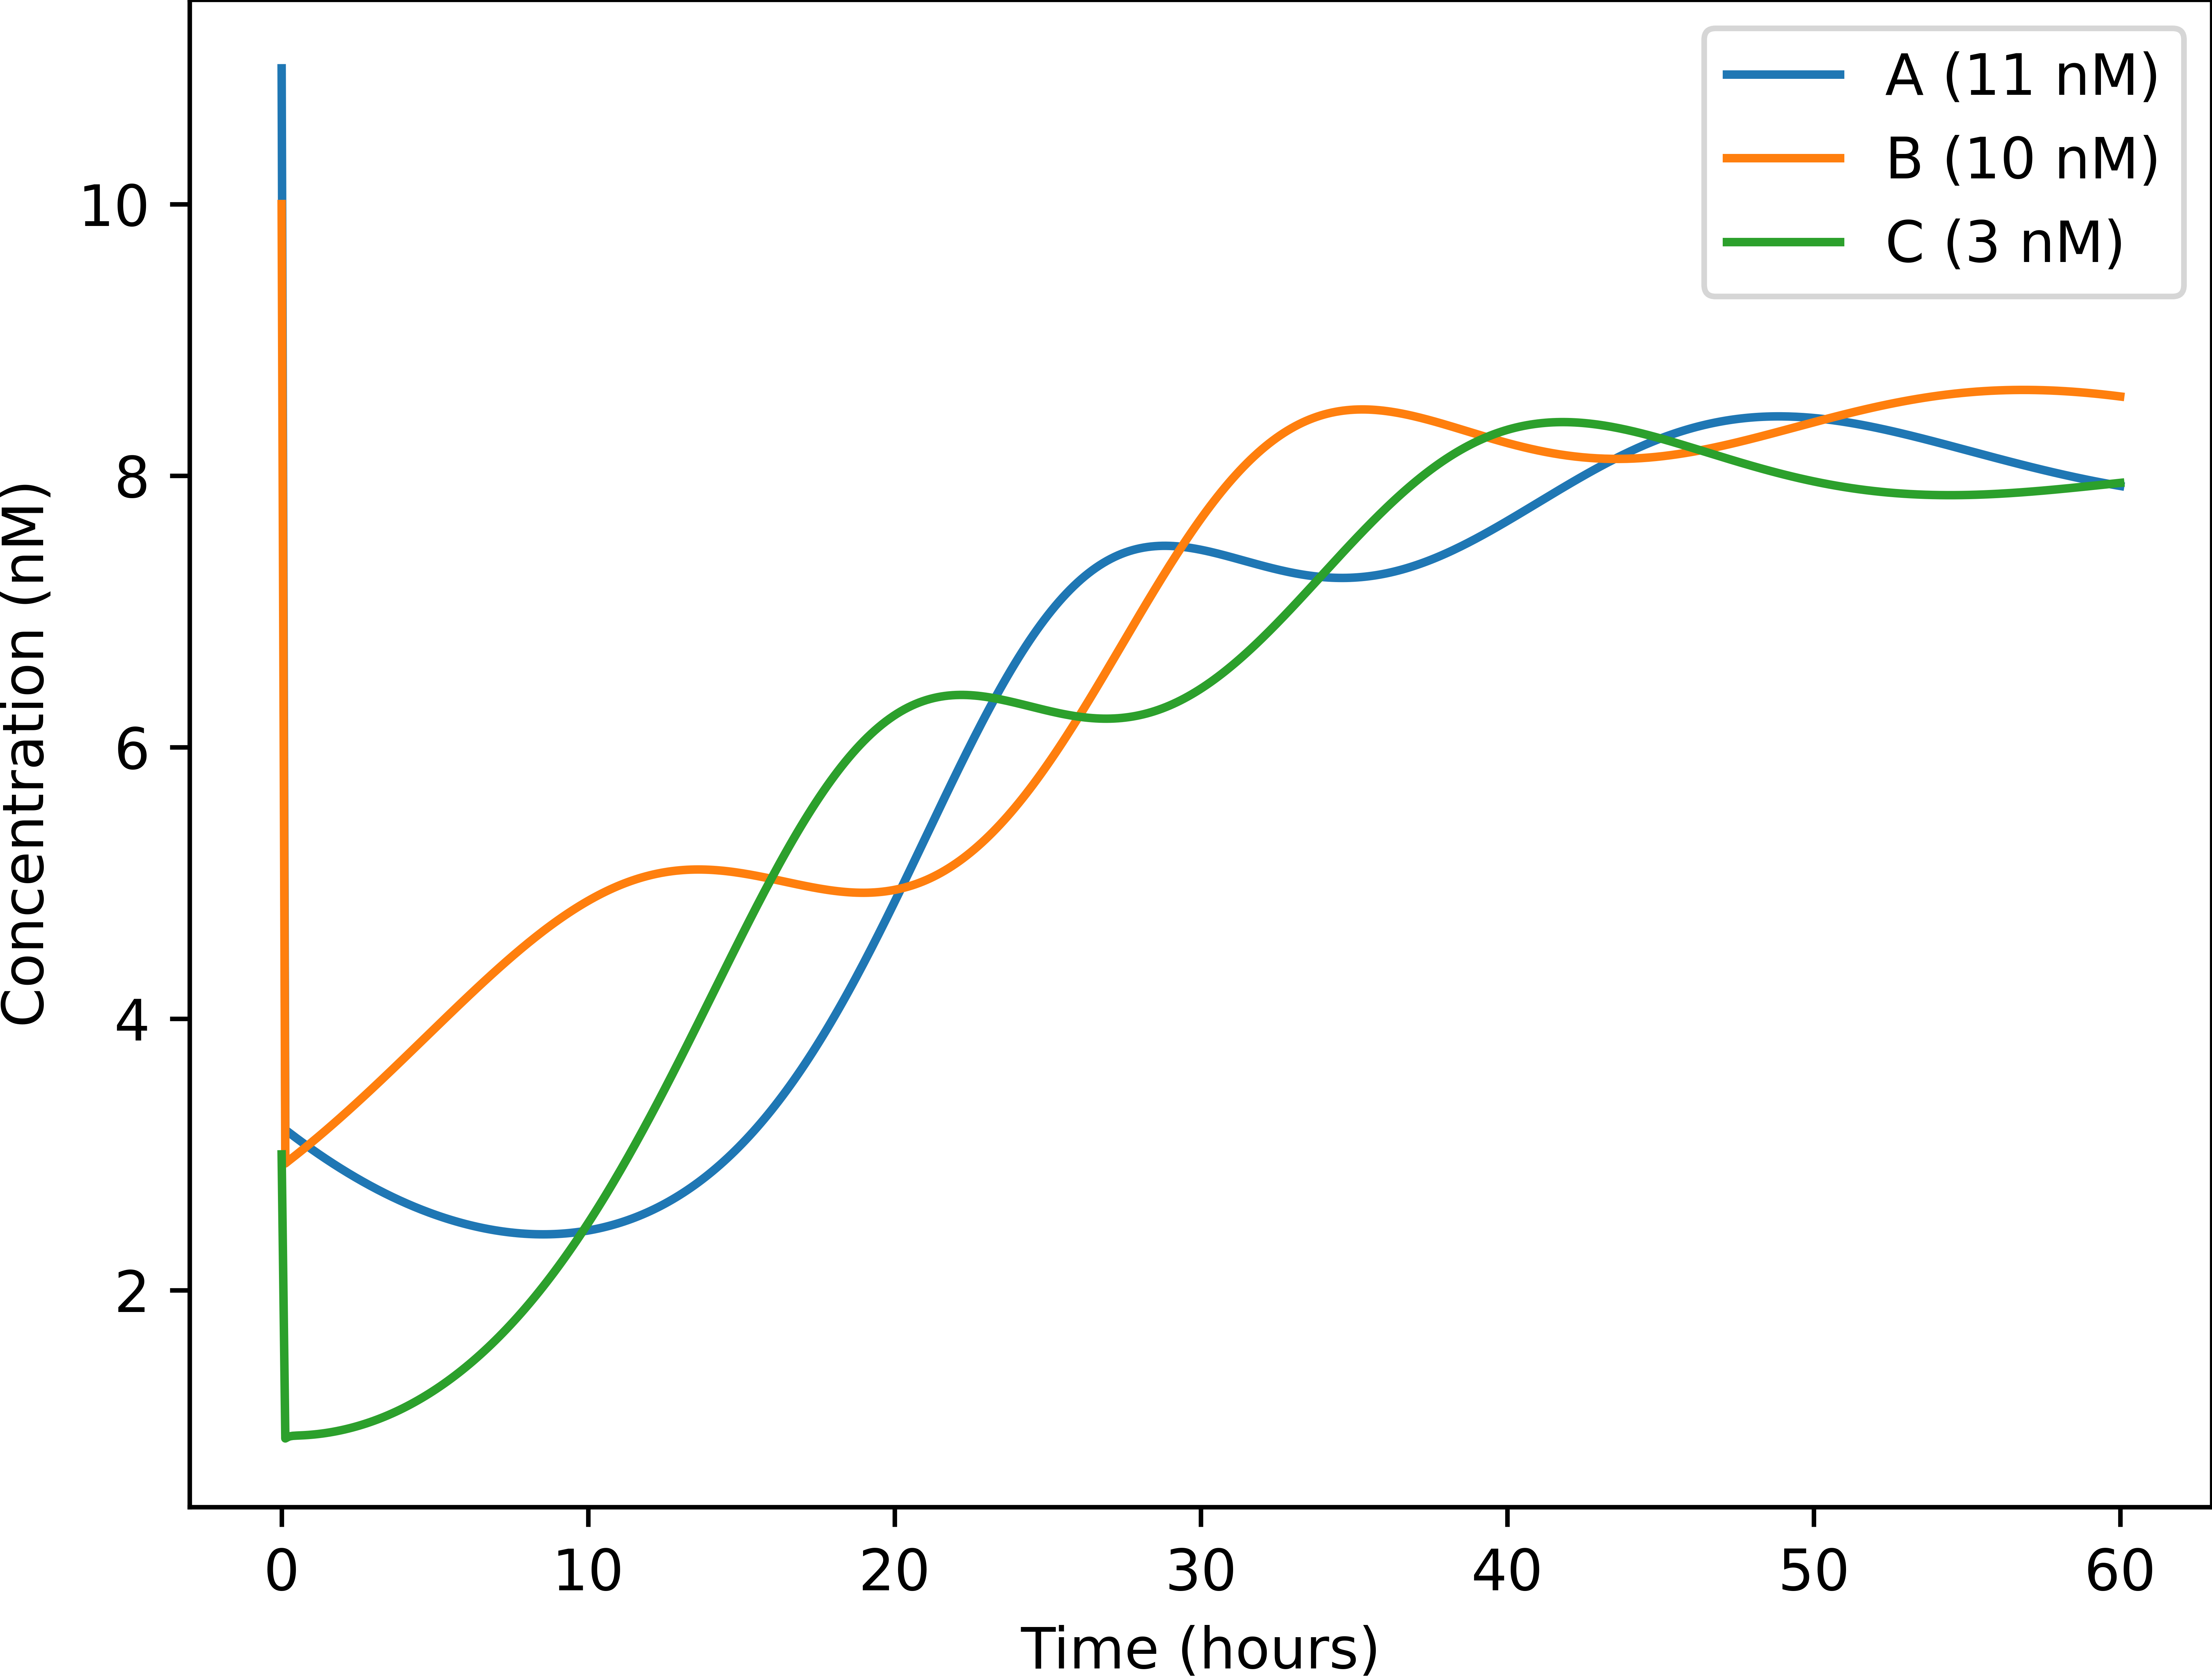 A (11 nM)
B (10 nM)
C (3 nM)
Concentration (nM)
10
8
6
4
2
0 10 20 30 40 50 60
Time (hours)